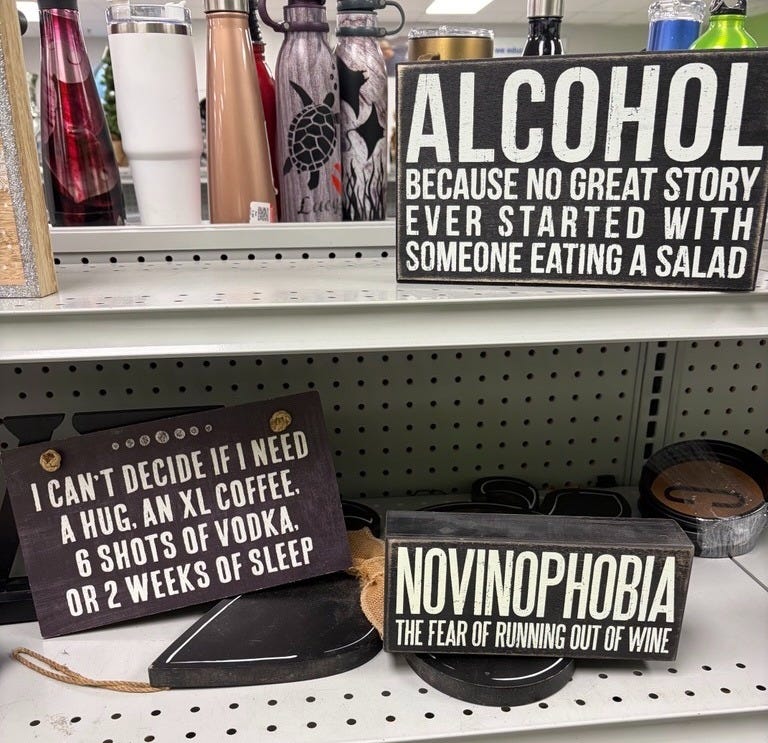 ALCOHOL
BECAUSE NO GREAT STORY
EVER STARTED WITH
SOMEONE EATING A SALAD
Lucy
I CAN'T DECIDE IF I NEED
A HUG, AN XL COFFEE,
6 SHOTS OF VODKA,
OR 2 WEEKS OF SLEEP
NOVINOPHOBIA
THE FEAR OF RUNNING OUT OF WINE